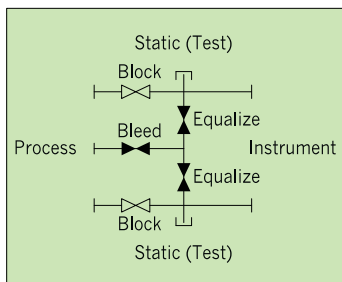 Static (Test)
Block
Equalize
Bleed
Process
Instrument
Equalize
Block
Static (Test)